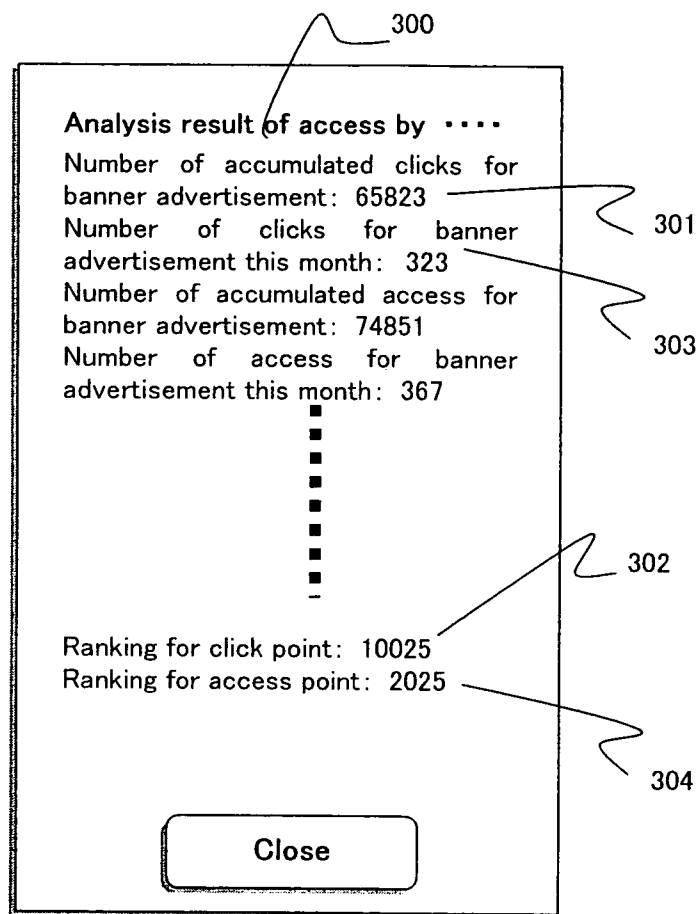 300
Analysis result of access by ····
Number of accumulated clicks for
banner advertisement: 65823
301
Number of clicks for banner
advertisement this month: 323
303
Number of accumulated access for
banner advertisement: 74851
Number of access for banner
advertisement this month: 367
302
Ranking for click point: 10025
Ranking for access point: 2025
304
Close